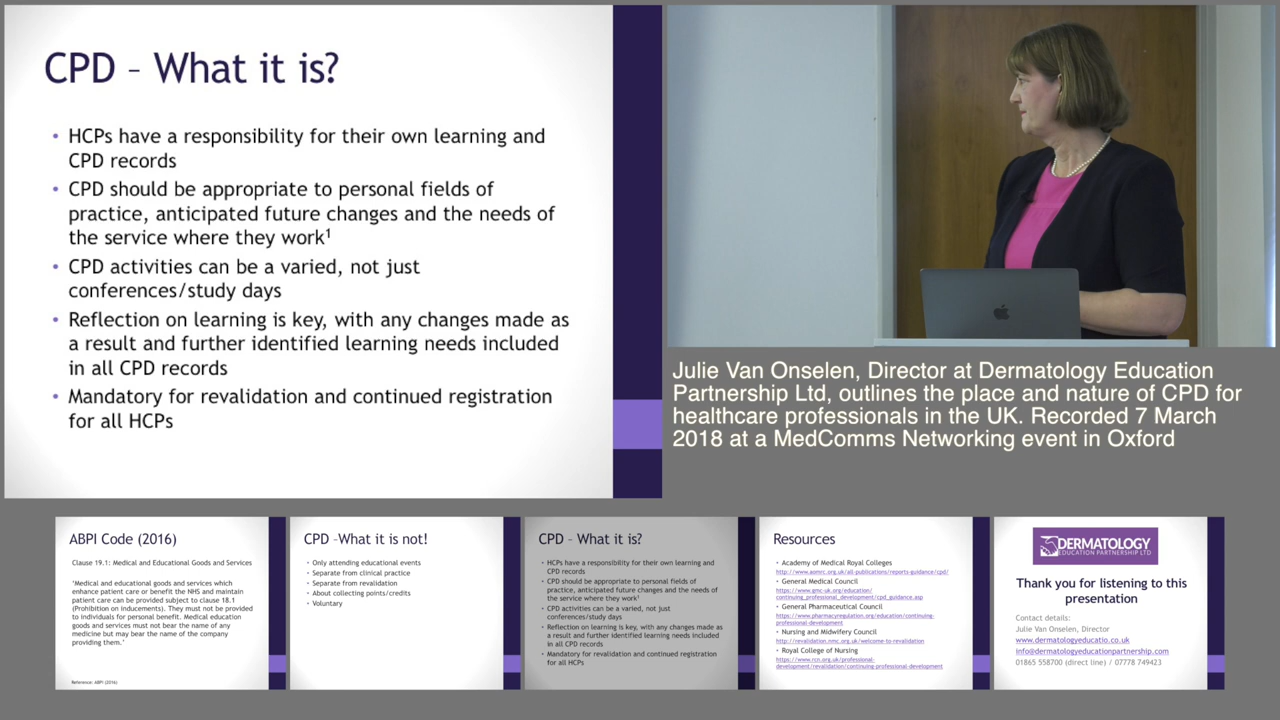 CPD – What it is?
• HCPs have a responsibility for their own learning and
CPD records
• CPD should be appropriate to personal fields of
practice, anticipated future changes and the needs of
the service where they work¹
• CPD activities can be a varied, not just
conferences/study days
• Reflection on learning is key, with any changes made as
a result and further identified learning needs included
in all CPD records
• Mandatory for revalidation and continued registration
for all HCPs
Julie Van Onselen, Director at Dermatology Education
Partnership Ltd, outlines the place and nature of CPD for
healthcare professionals in the UK. Recorded 7 March
2018 at a MedComms Networking event in Oxford
ABPI Code (2016)
Clause 19.1: Medical and Educational Goods and Services
'Medical and educational goods and services which
enhance patient care or benefit the NHS and maintain
patient care can be provided subject to clause 18.1
(Prohibition on inducements). They must not be provided
to individuals for personal benefit. Medical education
goods and services must not bear the name of any
medicine but may bear the name of the company
providing them.'
Reference: ABPI (2016)
CPD –What it is not!
• Only attending educational events
• Separate from clinical practice
• Separate from revalidation
• About collecting points/credits
• Voluntary
CPD – What it is?
• HCPs have a responsibility for their own learning and
CPD records
• CPD should be appropriate to personal fields of
practice, anticipated future changes and the needs of
the service where they work¹
• CPD activities can be a varied, not just
conferences/study days
• Reflection on learning is key, with any changes made as
a result and further identified learning needs included
in all CPD records
• Mandatory for revalidation and continued registration
for all HCPs
Resources
• Academy of Medical Royal Colleges
http://www.aomrc.org.uk/all-publications/reports-guidance/cpd/
• General Medical Council
https://www.gmc-uk.org/education/
continuing_professional_development/cpd_guidance.asp
• General Pharmaceutical Council
https://www.pharmacyregulation.org/education/continuing-
professional-development
• Nursing and Midwifery Council
http://revalidation.nmc.org.uk/welcome-to-revalidation
• Royal College of Nursing
https://www.rcn.org.uk/professional-
development/revalidation/continuing-professional-development
DERMATOLOGY
EDUCATION PARTNERSHIP LTD
Thank you for listening to this
presentation
Contact details:
Julie Van Onselen, Director
www.dermatologyeducatio.co.uk
info@dermatologyeducationpartnership.com
01865 558700 (direct line) / 07778 749423